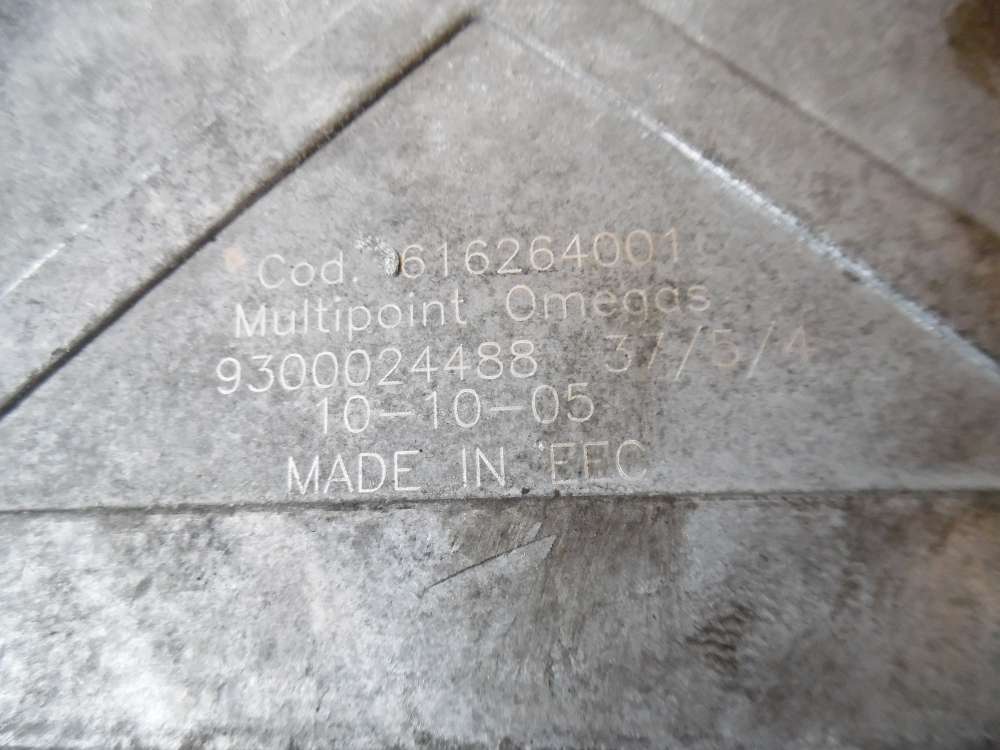 Cod. 616264001
Multipoint Omegas
9300024488 37/5/4
10-10-05
MADE IN EEC